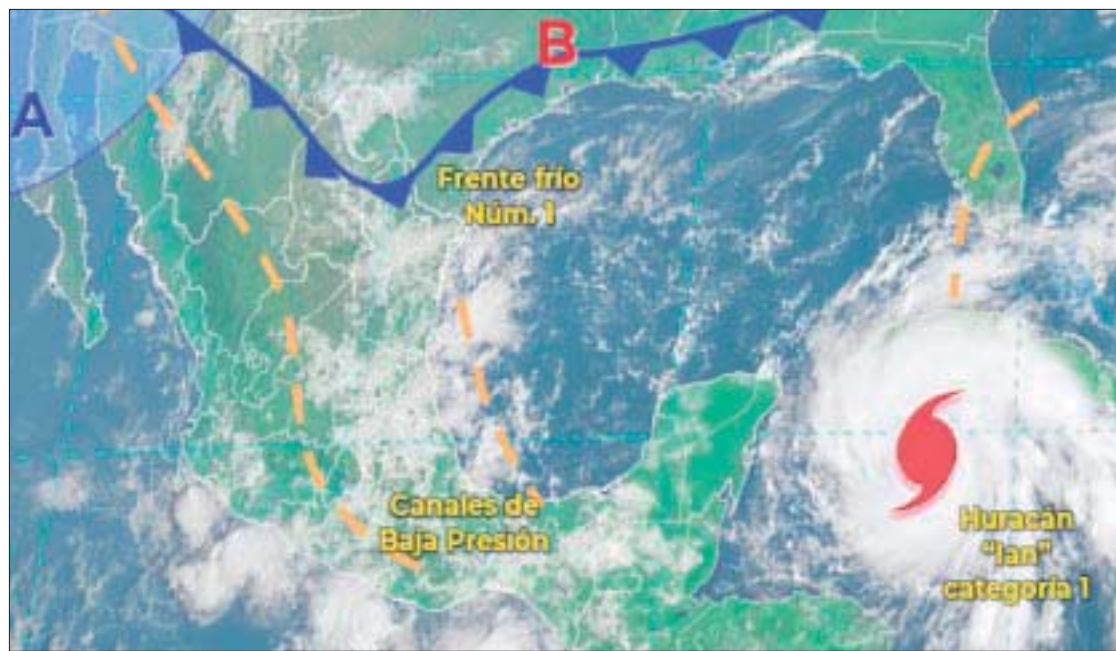 B
A
Frente frío
Núm. 1
Canales de
Baja Presión
Huracán
“Ian”
categoría 1